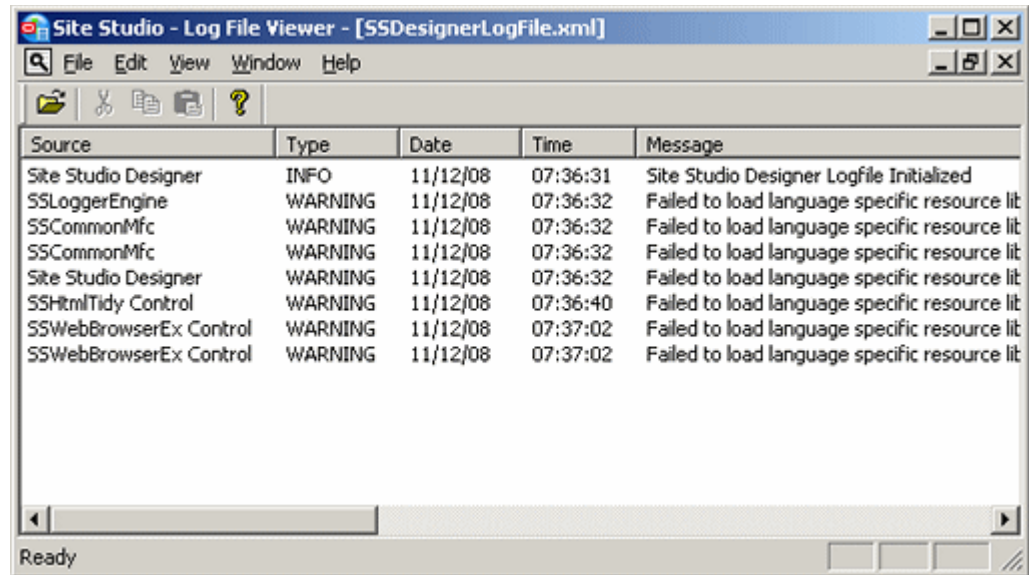 Site Studio - Log File Viewer - [SSDesignerLogFile.xml]
File Edit View Window Help
Source Type Date Time Message
Site Studio Designer INFO 11/12/08 07:36:31 Site Studio Designer Logfile Initialized
SSLoggerEngine WARNING 11/12/08 07:36:32 Failed to load language specific resource lib
SSCommonMfc WARNING 11/12/08 07:36:32 Failed to load language specific resource lib
SSCommonMfc WARNING 11/12/08 07:36:32 Failed to load language specific resource lib
Site Studio Designer WARNING 11/12/08 07:36:32 Failed to load language specific resource lib
SSHtmlTidy Control WARNING 11/12/08 07:36:40 Failed to load language specific resource lib
SSWebBrowserEx Control WARNING 11/12/08 07:37:02 Failed to load language specific resource lib
SSWebBrowserEx Control WARNING 11/12/08 07:37:02 Failed to load language specific resource lib
Ready